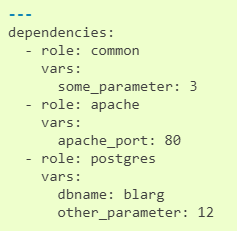 ---
dependencies:
  - role: common
    vars:
      some_parameter: 3
  - role: apache
    vars:
      apache_port: 80
  - role: postgres
    vars:
      dbname: blarg
      other_parameter: 12